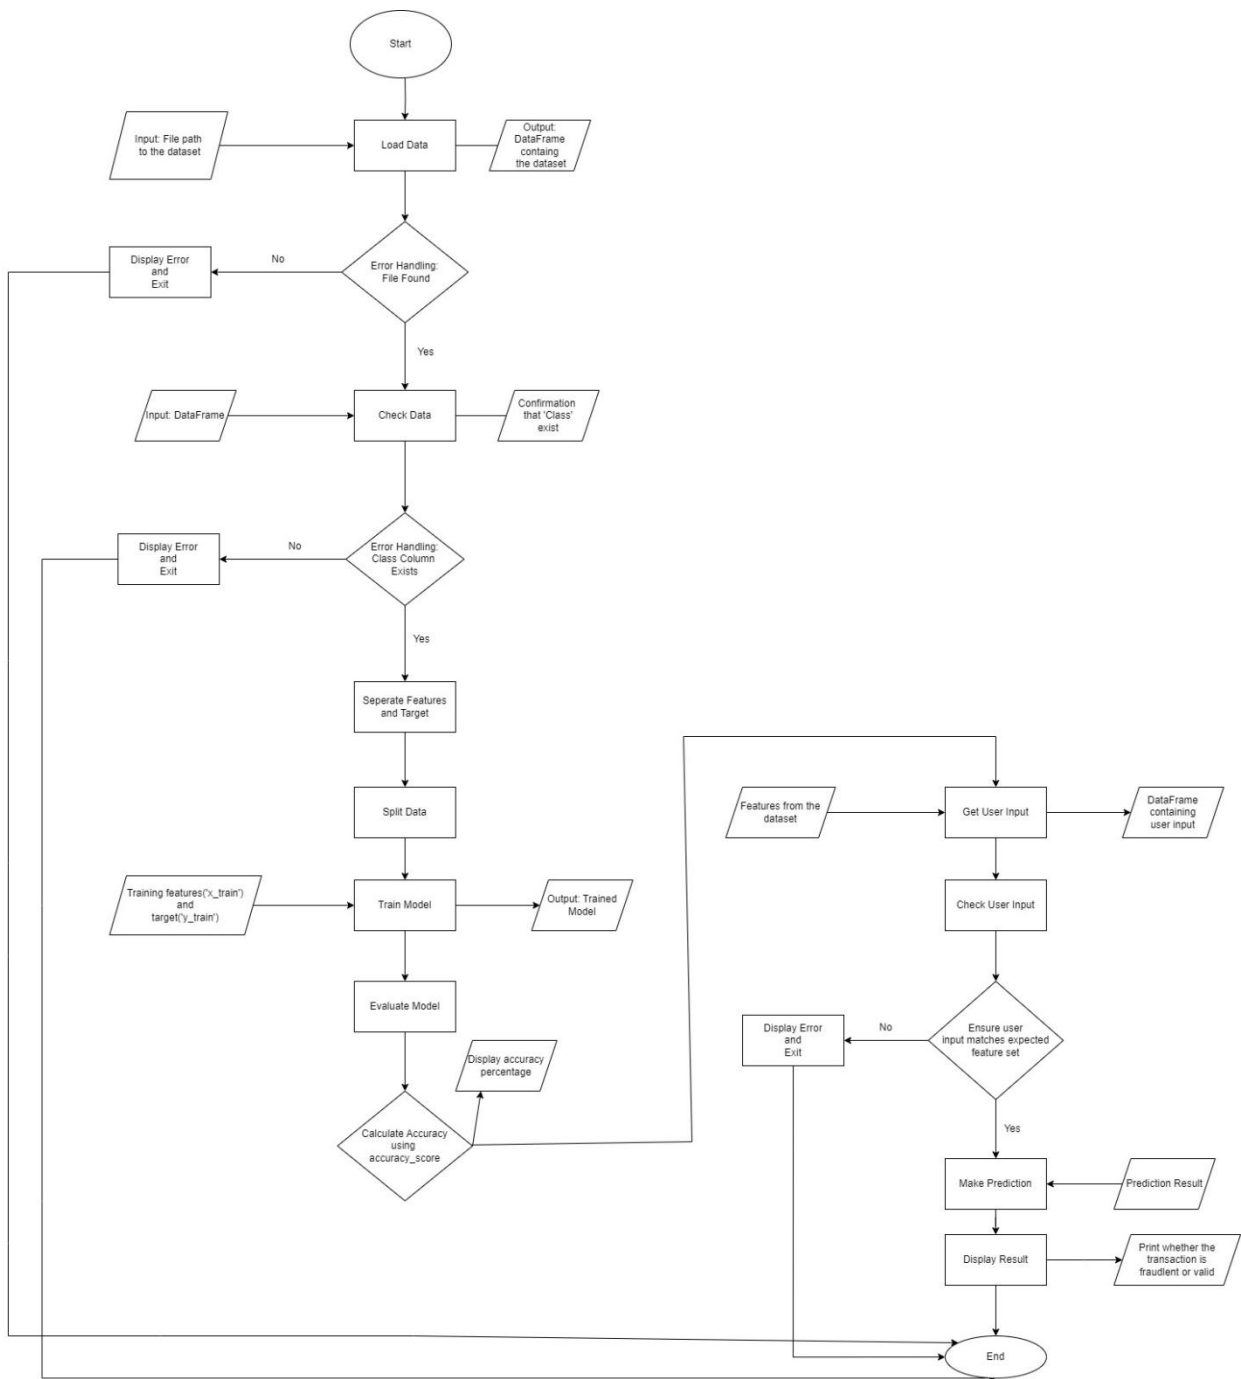 Start
Input: File path
to the dataset
Load Data
Output:
DataFrame
containg
the dataset
Display Error
and
Exit
No
Error Handling:
File Found
Yes
Input: DataFrame
Check Data
Confirmation
that 'Class'
exist
Display Error
and
Exit
No
Error Handling:
Class Column
Exists
Yes
Seperate Features
and Target
Split Data
Training features('x_train')
and
target('y_train')
Train Model
Output: Trained
Model
Evaluate Model
Display accuracy
percentage
Calculate Accuracy
using
accuracy_score
Features from the
dataset
Get User Input
DataFrame
containing
user input
Check User Input
Display Error
and
Exit
No
Ensure user
input matches expected
feature set
Yes
Make Prediction
Prediction Result
Display Result
Print whether the
transaction is
fraudlent or valid
End